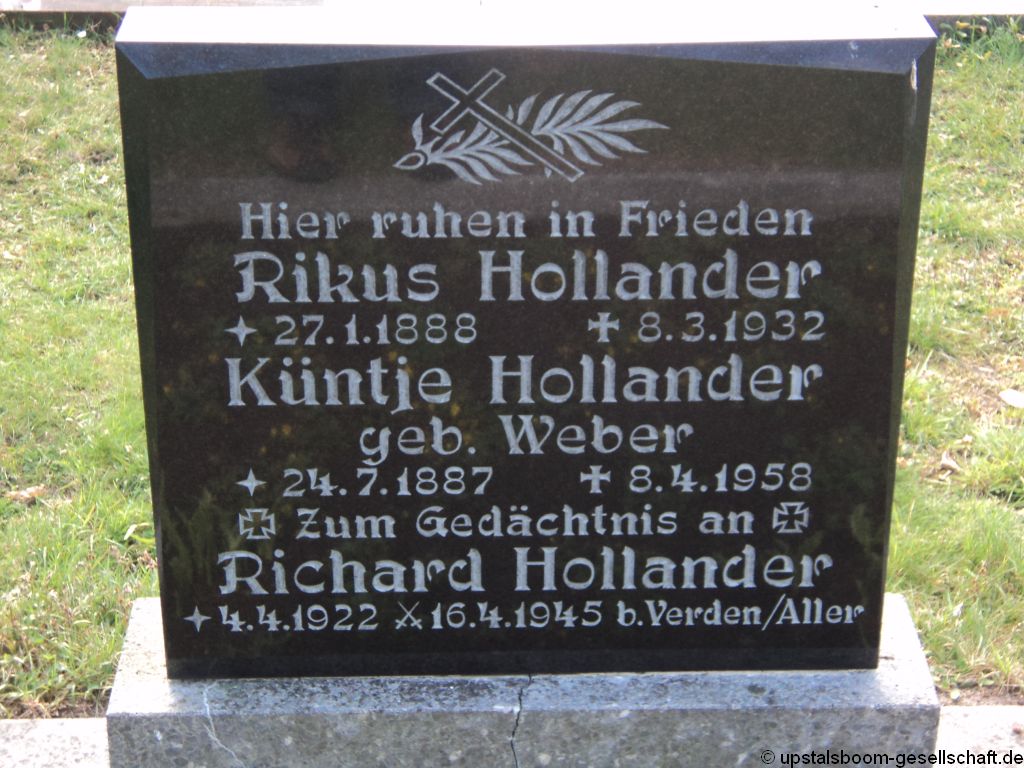 Hier ruhen in Frieden
Rikus Hollander
✦ 27.1.1888 ✝ 8.3.1932
Küntje Hollander
geb. Weber
✦ 24.7.1887 ✝ 8.4.1958
✠ Zum Gedächtnis an ✠
Richard Hollander
✦ 4.4.1922 ⚔ 16.4.1945 b. Verden/Aller
© upstalsboom-gesellschaft.de